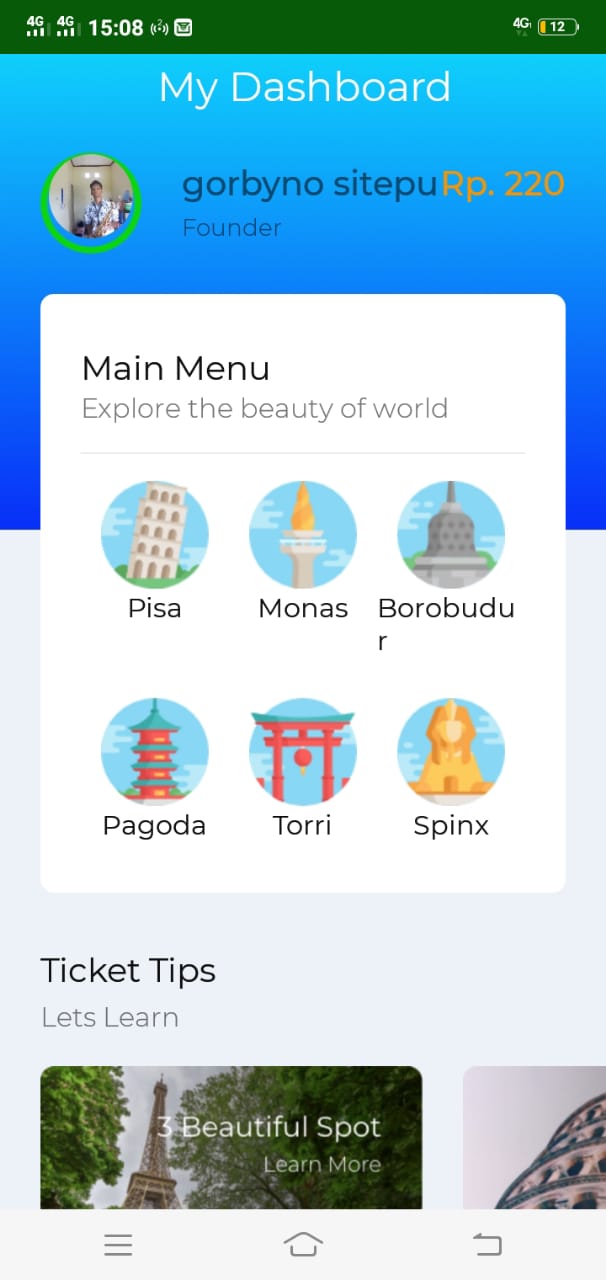 4G 4G 15:08
4G 12
My Dashboard
gorbyno sitepu Rp. 220
Founder
Main Menu
Explore the beauty of world
Pisa Monas Borobudu
r
Pagoda Torri Spinx
Ticket Tips
Lets Learn
3 Beautiful Spot
Learn More